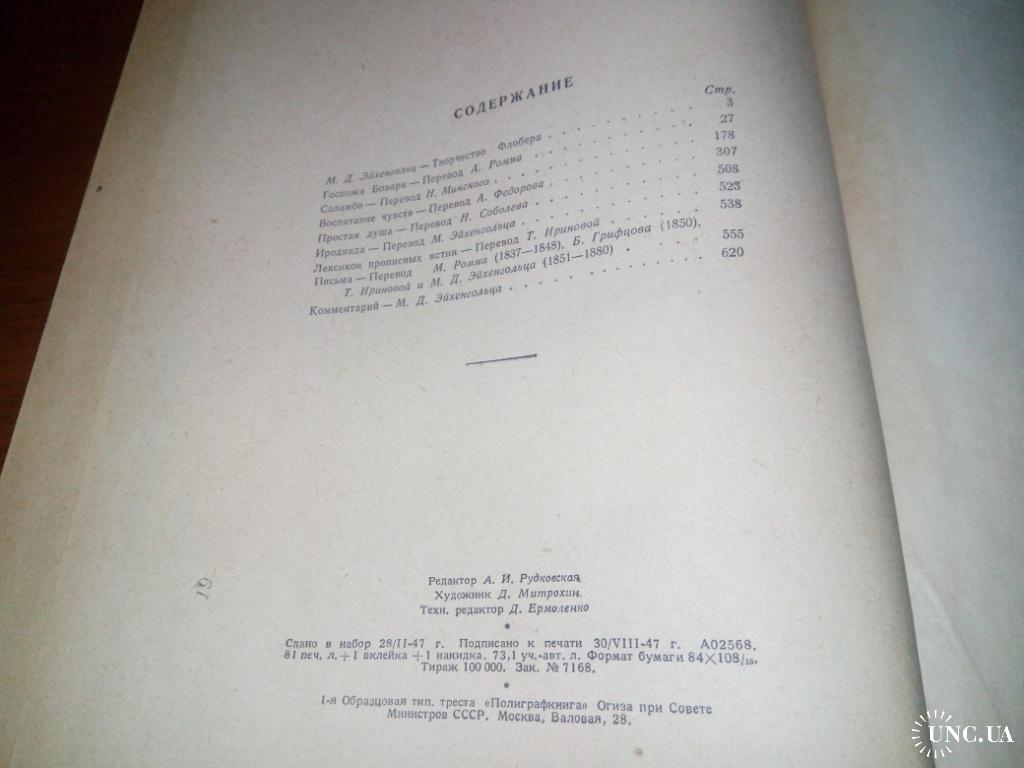 СОДЕРЖАНИЕ
Стр.
М. Д. Эйхенгольц — Творчество Флобера . . . . . . . 3
Госпожа Бовари — Перевод А. Ромма . . . . . . . 27
Саламбо — Перевод Н. Минского . . . . . . . 178
Воспитание чувств — Перевод А. Федорова . . . . . . . 307
Простая душа — Перевод Н. Соболева . . . . . . . 508
Иродиада — Перевод М. Эйхенгольца . . . . . . . 523
Лексикон прописных истин — Перевод Т. Ириновой . . . . . . . 538
Письма — Перевод М. Ромма (1837—1848), Б. Грифцова (1850),
Т. Ириновой и М. Д. Эйхенгольца (1851—1880) . 555
Комментарий — М. Д. Эйхенгольца . . . . . . . 620
19
Редактор А. И. Рудковская
Художник Д. Митрохин
Техн. редактор Д. Ермоленко
*
Сдано в набор 28/II-47 г. Подписано к печати 30/VIII-47 г. А02568.
81 печ. л.+1 вклейка+1 накидка. 73,1 уч.-авт. л. Формат бумаги 84×108/16.
Тираж 100 000. Зак. № 7168.
*
1-я Образцовая тип. треста «Полиграфкнига» Огиза при Совете
Министров СССР. Москва, Валовая, 28.
UNC.UA